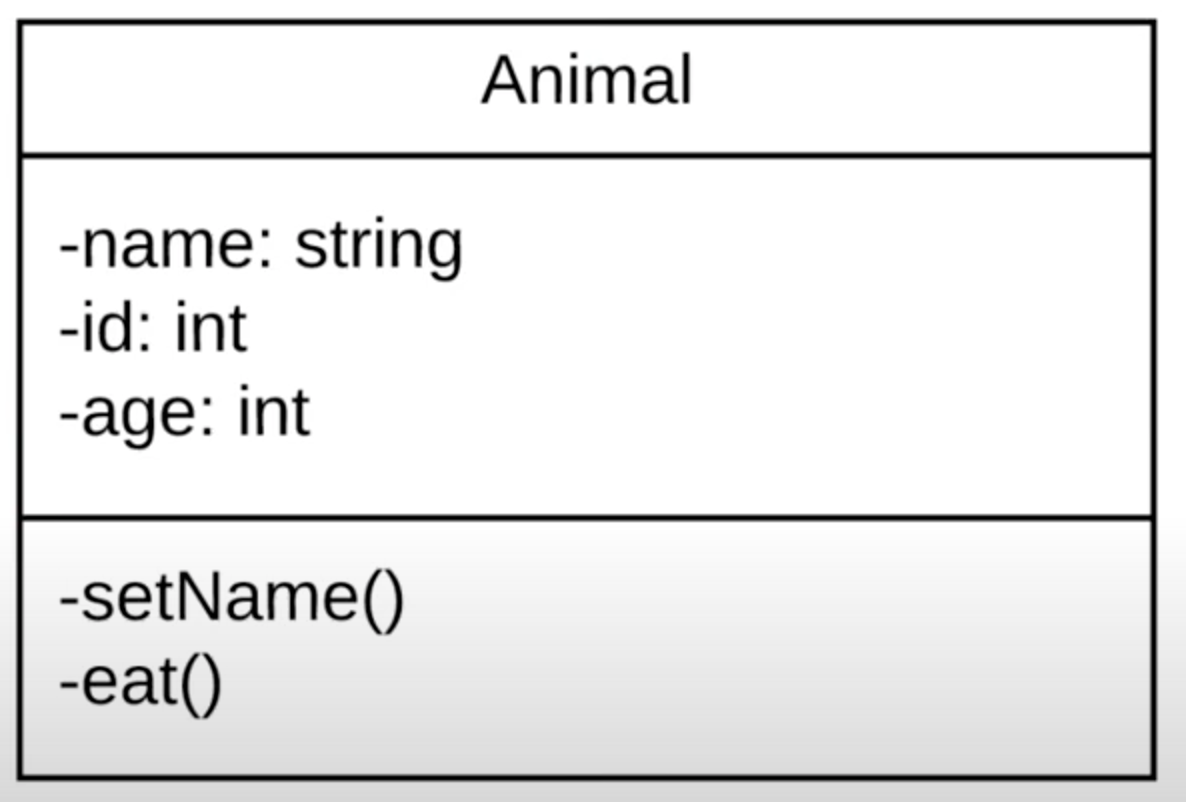 Animal
-name: string
-id: int
-age: int
-setName()
-eat()